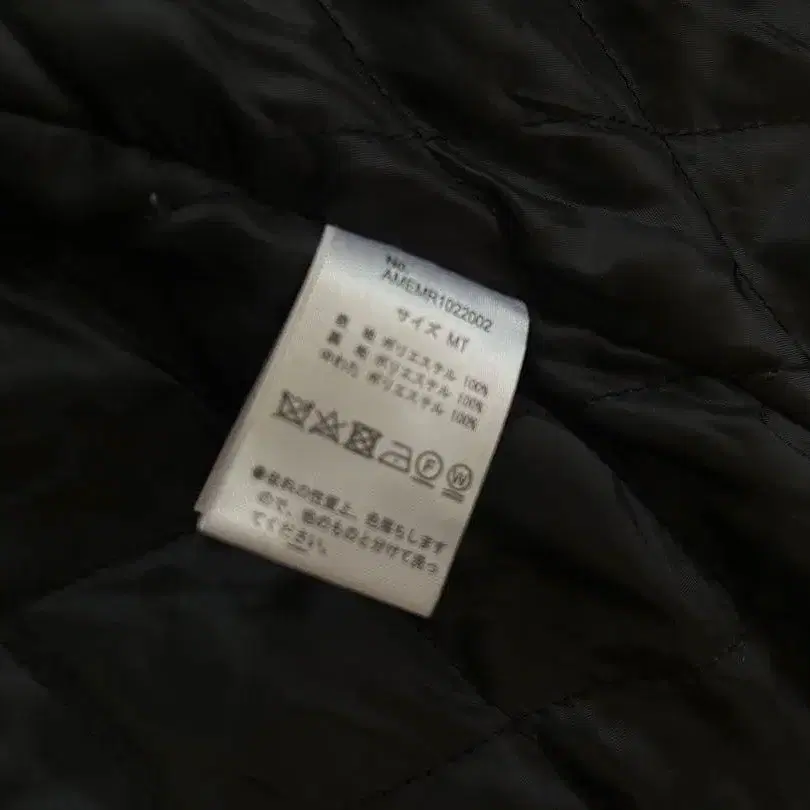 No.
AMEMR1022002
サイズ MT
表 地 ポリエステル 100%
裏 地 ポリエステル 100%
中わた ポリエステル 100%
F W
●染料の性質上、色落ちします
ので、他のものと分けて洗っ
てください。